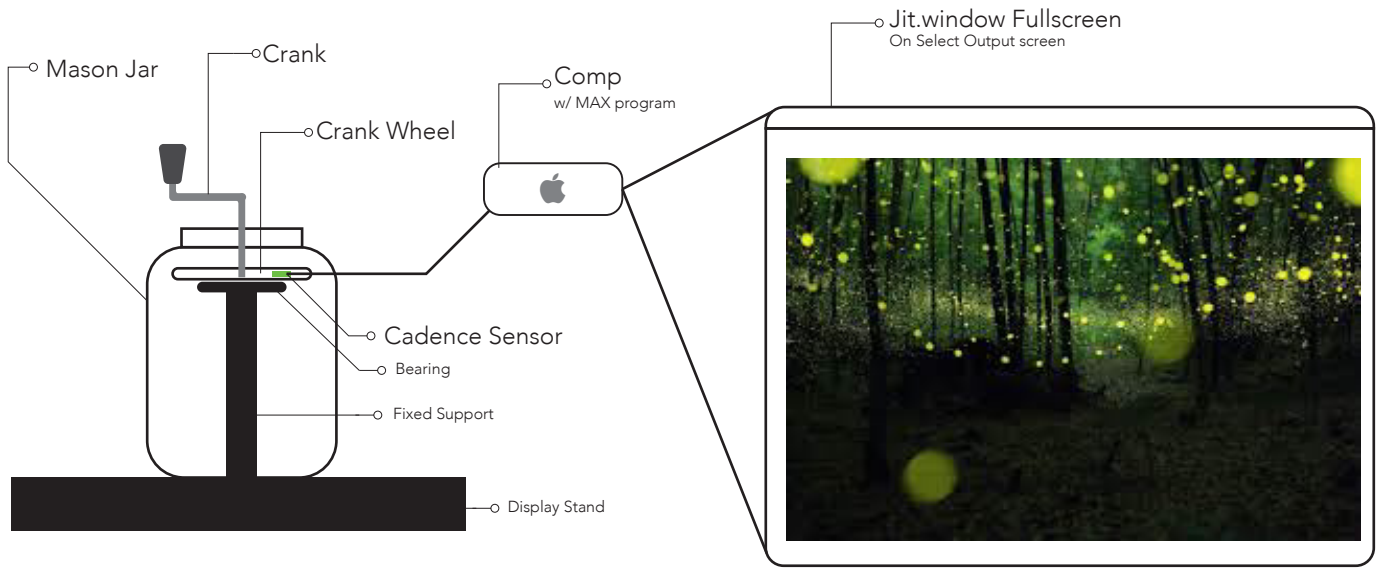 Jit.window Fullscreen
On Select Output screen
Crank
Mason Jar
Comp
w/ MAX program
Crank Wheel
Cadence Sensor
Bearing
Fixed Support
Display Stand